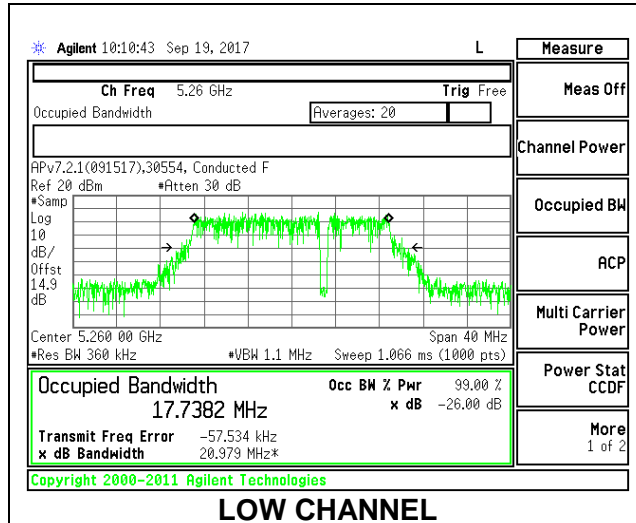 Agilent 10:10:43 Sep 19, 2017 L Measure
Ch Freq 5.26 GHz Trig Free
Occupied Bandwidth Averages: 20
Meas Off
Channel Power
Occupied BW
ACP
Multi Carrier
Power
Power Stat
CCDF
More
1 of 2
APv7.2.1(091517),30554, Conducted F
Ref 20 dBm #Atten 30 dB
#Samp
Log
10
dB/
Offst
14.9
dB
Center 5.260 00 GHz Span 40 MHz
#Res BW 360 kHz #VBW 1.1 MHz Sweep 1.066 ms (1000 pts)
Occupied Bandwidth Occ BW % Pwr 99.00 %
17.7382 MHz x dB -26.00 dB
Transmit Freq Error -57.534 kHz
x dB Bandwidth 20.979 MHz*
Copyright 2000-2011 Agilent Technologies
LOW CHANNEL